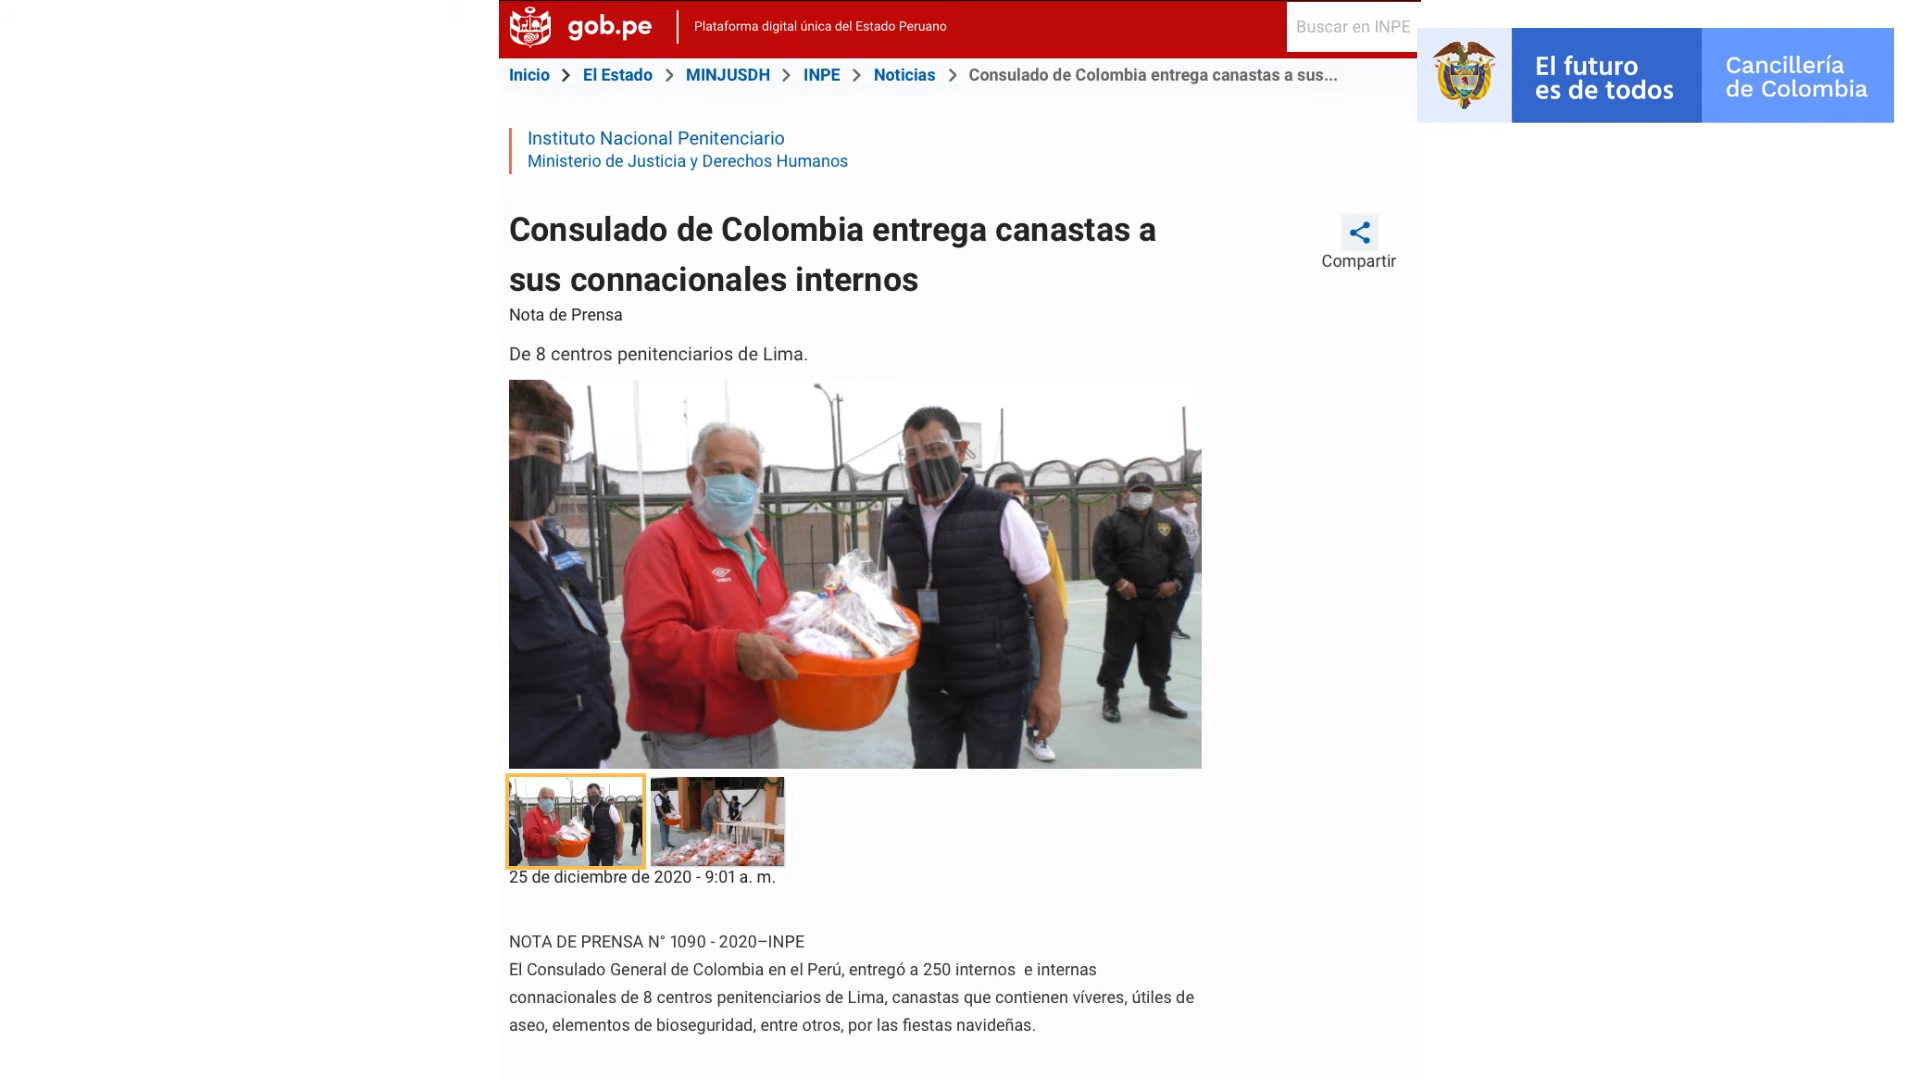 gob.pe
Plataforma digital única del Estado Peruano
Buscar en INPE
El futuro
es de todos
Cancillería
de Colombia
Inicio > El Estado > MINJUSDH > INPE > Noticias > Consulado de Colombia entrega canastas a sus...
Instituto Nacional Penitenciario
Ministerio de Justicia y Derechos Humanos
Consulado de Colombia entrega canastas a
sus connacionales internos
Compartir
Nota de Prensa
De 8 centros penitenciarios de Lima.
25 de diciembre de 2020 - 9:01 a. m.
NOTA DE PRENSA N° 1090 - 2020–INPE
El Consulado General de Colombia en el Perú, entregó a 250 internos e internas
connacionales de 8 centros penitenciarios de Lima, canastas que contienen víveres, útiles de
aseo, elementos de bioseguridad, entre otros, por las fiestas navideñas.